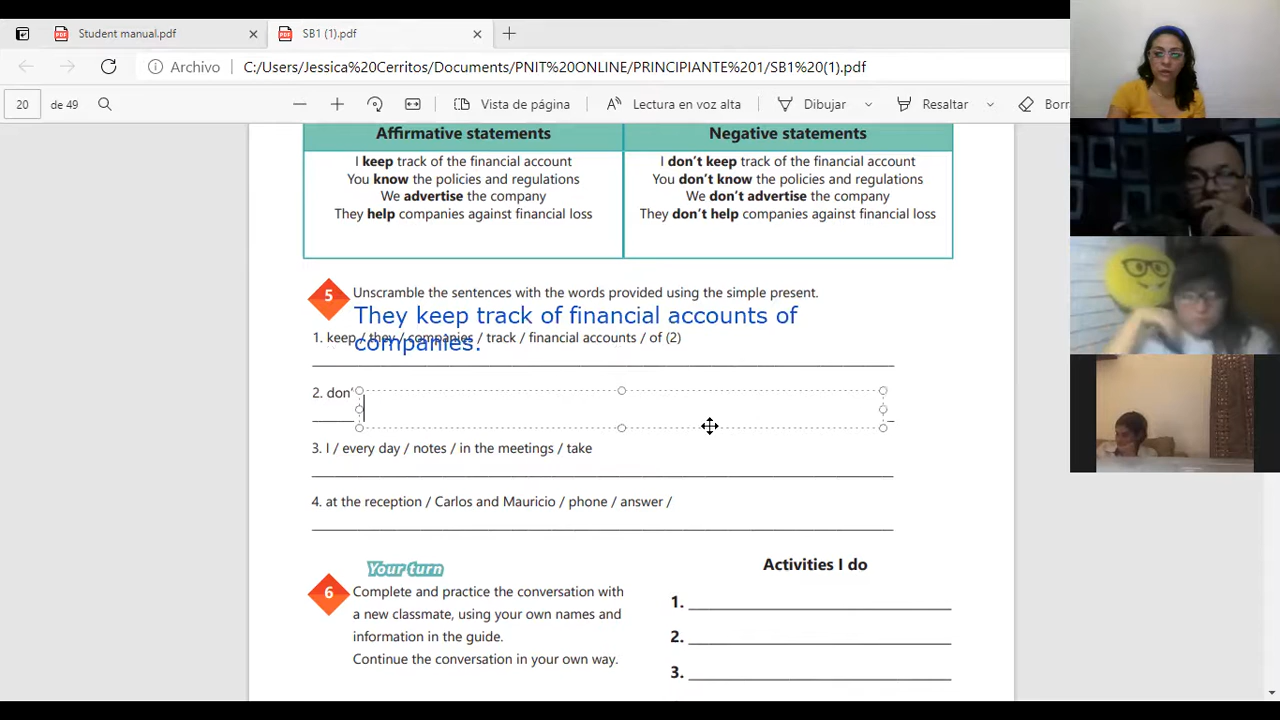 Student manual.pdf
SB1 (1).pdf
Archivo
C:/Users/Jessica%20Cerritos/Documents/PNIT%20ONLINE/PRINCIPIANTE%201/SB1%20(1).pdf
20 de 49
Vista de página
Lectura en voz alta
Dibujar
Resaltar
Borr
Affirmative statements
I keep track of the financial account
You know the policies and regulations
We advertise the company
They help companies against financial loss
Negative statements
I don't keep track of the financial account
You don't know the policies and regulations
We don't advertise the company
They don't help companies against financial loss
5 Unscramble the sentences with the words provided using the simple present.
They keep track of financial accounts of
companies.
1. keep / they / companies / track / financial accounts / of (2)
2. don'
3. I / every day / notes / in the meetings / take
4. at the reception / Carlos and Mauricio / phone / answer /
6 Your turn
Complete and practice the conversation with
a new classmate, using your own names and
information in the guide.
Continue the conversation in your own way.
Activities I do
1.
2.
3.